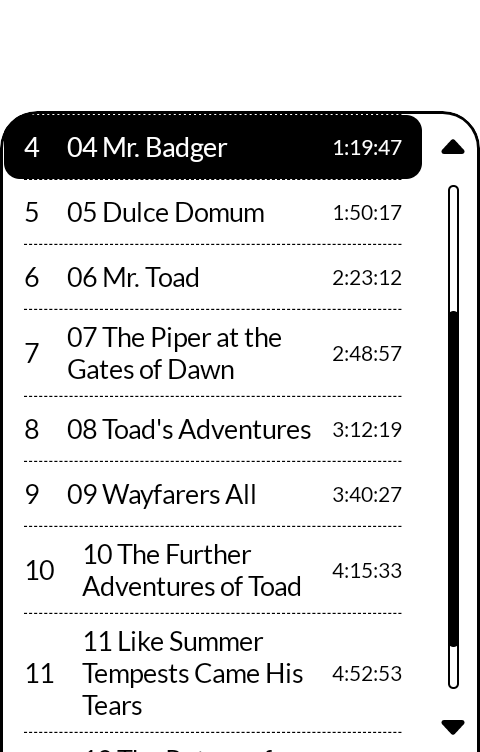 4 04 Mr. Badger 1:19:47
5 05 Dulce Domum 1:50:17
6 06 Mr. Toad 2:23:12
7 07 The Piper at the
Gates of Dawn 2:48:57
8 08 Toad's Adventures 3:12:19
9 09 Wayfarers All 3:40:27
10 10 The Further
Adventures of Toad 4:15:33
11 11 Like Summer
Tempests Came His 4:52:53
Tears